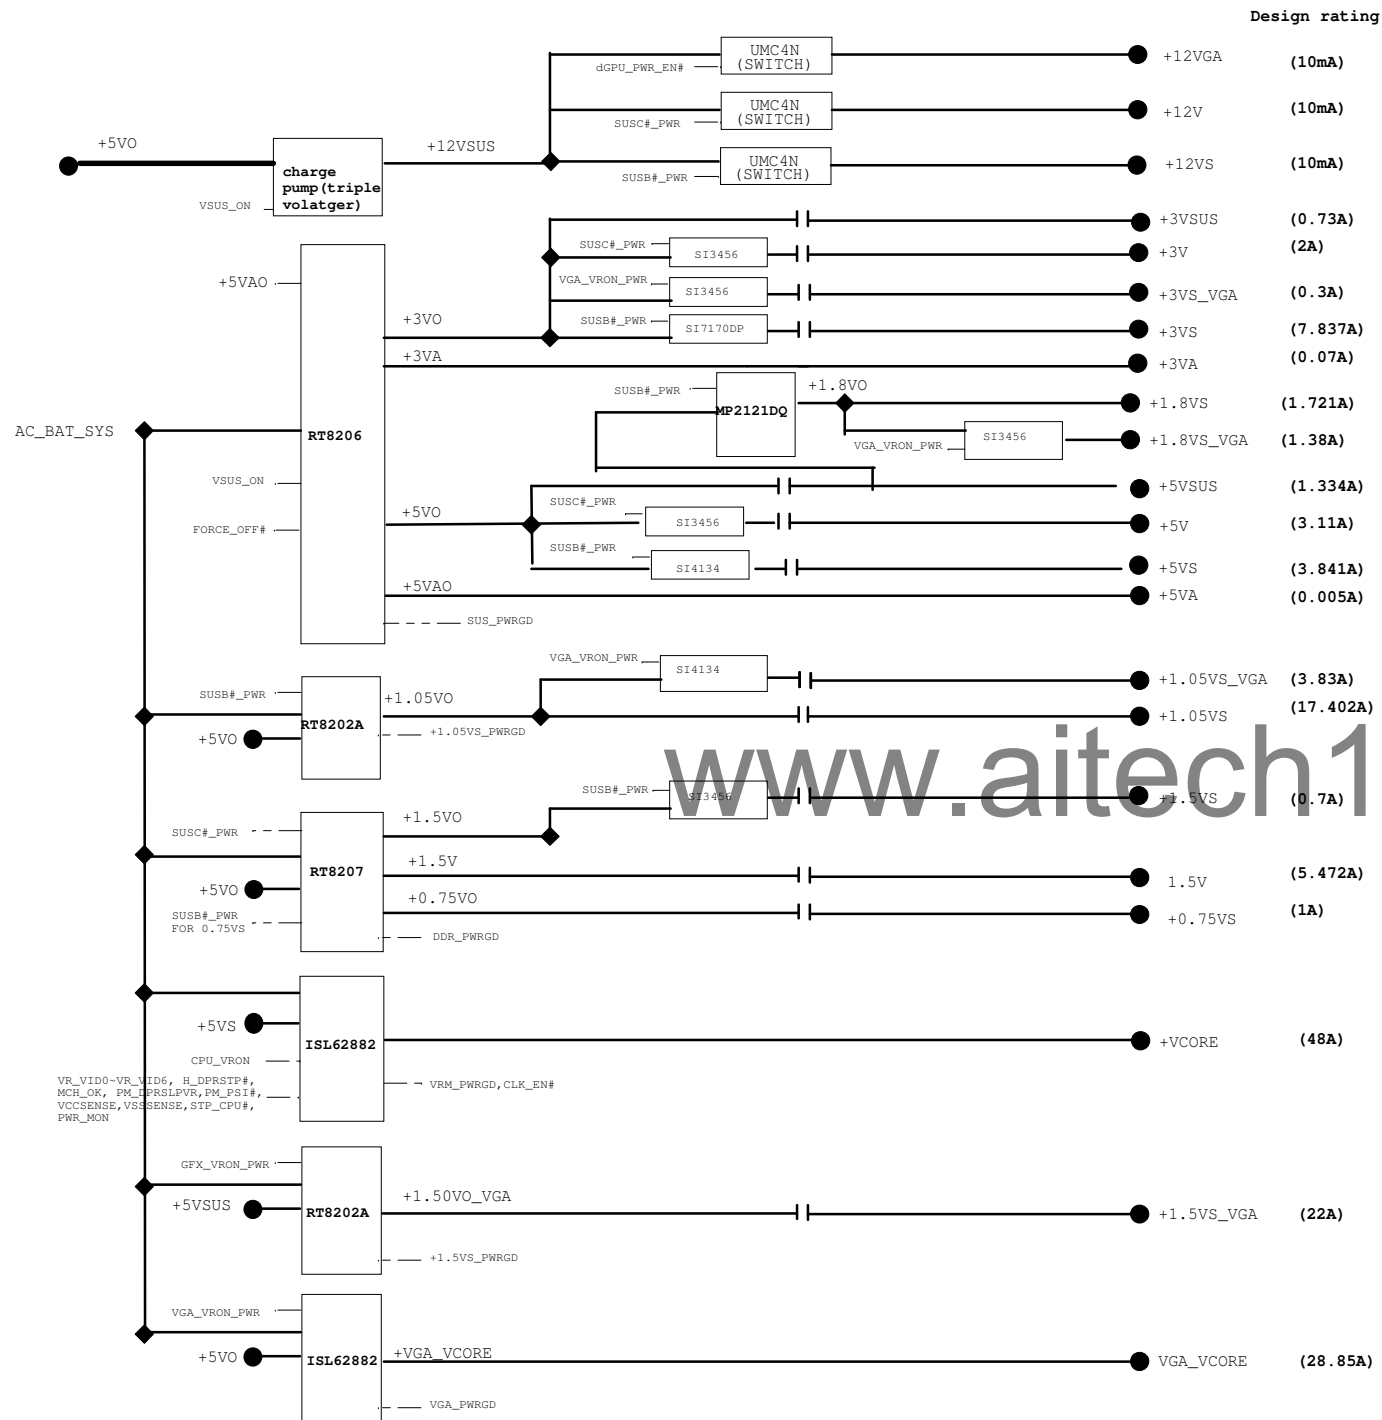 Design rating
UMC4N
(SWITCH)
dGPU_PWR_EN#
+12VGA
(10mA)
UMC4N
(SWITCH)
SUSC#_PWR
+12V
(10mA)
+5VO
+12VSUS
UMC4N
(SWITCH)
SUSB#_PWR
+12VS
(10mA)
charge
pump(triple
volatger)
VSUS_ON
+3VSUS
(0.73A)
SUSC#_PWR
SI3456
+3V
(2A)
+5VAO
VGA_VRON_PWR
SI3456
+3VS_VGA
(0.3A)
+3VO
SUSB#_PWR
SI7170DP
+3VS
(7.837A)
+3VA
+3VA
(0.07A)
SUSB#_PWR
MP2121DQ
+1.8VO
+1.8VS
(1.721A)
AC_BAT_SYS
RT8206
VGA_VRON_PWR
SI3456
+1.8VS_VGA
(1.38A)
VSUS_ON
+5VSUS
(1.334A)
FORCE_OFF#
+5VO
SUSC#_PWR
SI3456
+5V
(3.11A)
SUSB#_PWR
SI4134
+5VS
(3.841A)
+5VAO
+5VA
(0.005A)
SUS_PWRGD
VGA_VRON_PWR
SI4134
+1.05VS_VGA
(3.83A)
SUSB#_PWR
+1.05VO
RT8202A
+1.05VS
(17.402A)
+5VO
+1.05VS_PWRGD
www.aitech1
SUSB#_PWR
SI3456
+1.5VS
(0.7A)
SUSC#_PWR
+1.5VO
RT8207
+1.5V
1.5V
(5.472A)
+5VO
+0.75VO
+0.75VS
(1A)
SUSB#_PWR
FOR 0.75VS
DDR_PWRGD
+5VS
ISL62882
+VCORE
(48A)
CPU_VRON
VR_VID0~VR_VID6, H_DPRSTP#,
MCH_OK, PM_DPRSLPVR,PM_PSI#,
VCCSENSE,VSSSENSE,STP_CPU#,
PWR_MON
VRM_PWRGD,CLK_EN#
GFX_VRON_PWR
+5VSUS
RT8202A
+1.50VO_VGA
+1.5VS_VGA
(22A)
+1.5VS_PWRGD
VGA_VRON_PWR
+5VO
ISL62882
+VGA_VCORE
VGA_VCORE
(28.85A)
VGA_PWRGD